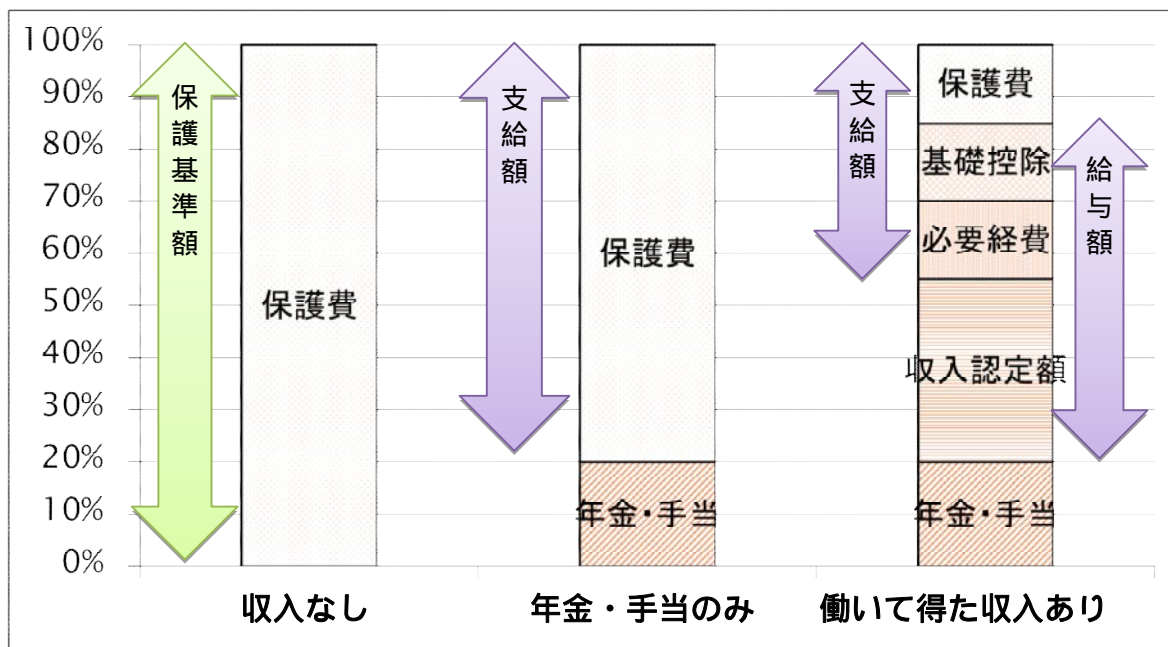 100%
90%
80%
70%
60%
50%
40%
30%
20%
10%
0%
保護基準額
保護費
支給額
保護費
年金・手当
支給額
保護費
基礎控除
必要経費
収入認定額
年金・手当
給与額
収入なし
年金・手当のみ
働いて得た収入あり